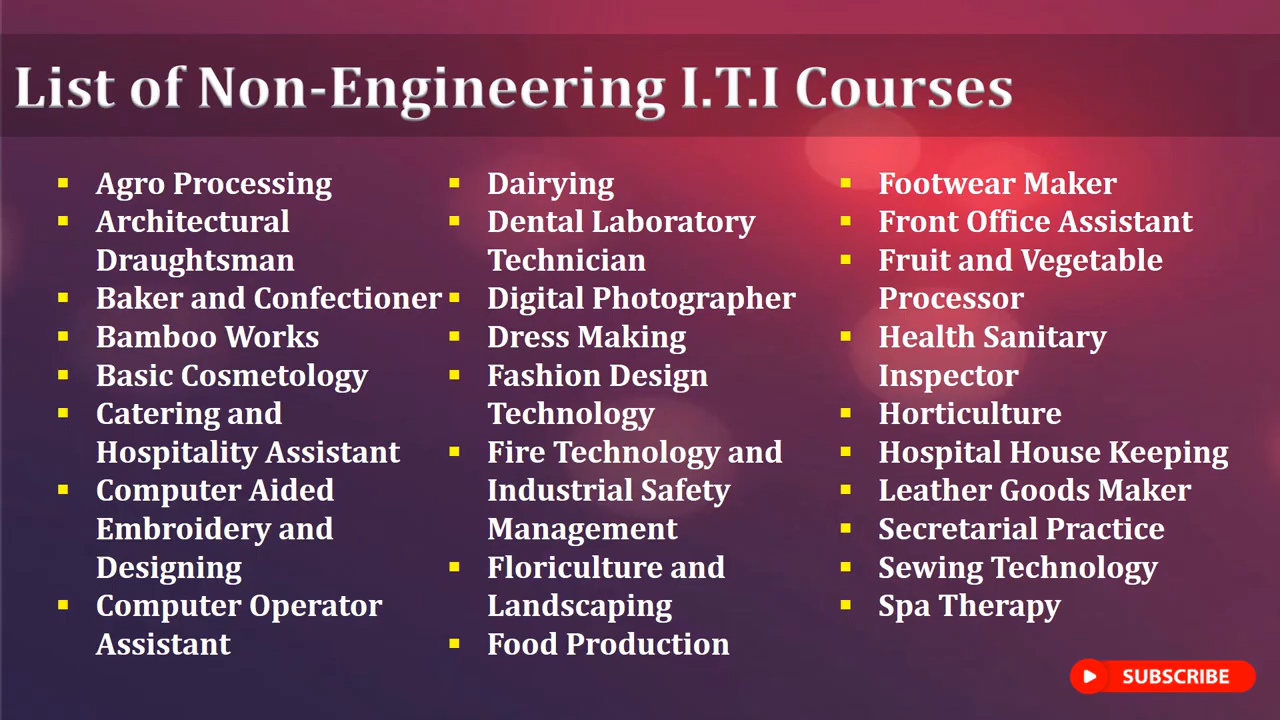 List of Non-Engineering I.T.I Courses
Agro Processing
Architectural
Draughtsman
Baker and Confectioner
Bamboo Works
Basic Cosmetology
Catering and
Hospitality Assistant
Computer Aided
Embroidery and
Designing
Computer Operator
Assistant
Dairying
Dental Laboratory
Technician
Digital Photographer
Dress Making
Fashion Design
Technology
Fire Technology and
Industrial Safety
Management
Floriculture and
Landscaping
Food Production
Footwear Maker
Front Office Assistant
Fruit and Vegetable
Processor
Health Sanitary
Inspector
Horticulture
Hospital House Keeping
Leather Goods Maker
Secretarial Practice
Sewing Technology
Spa Therapy
SUBSCRIBE